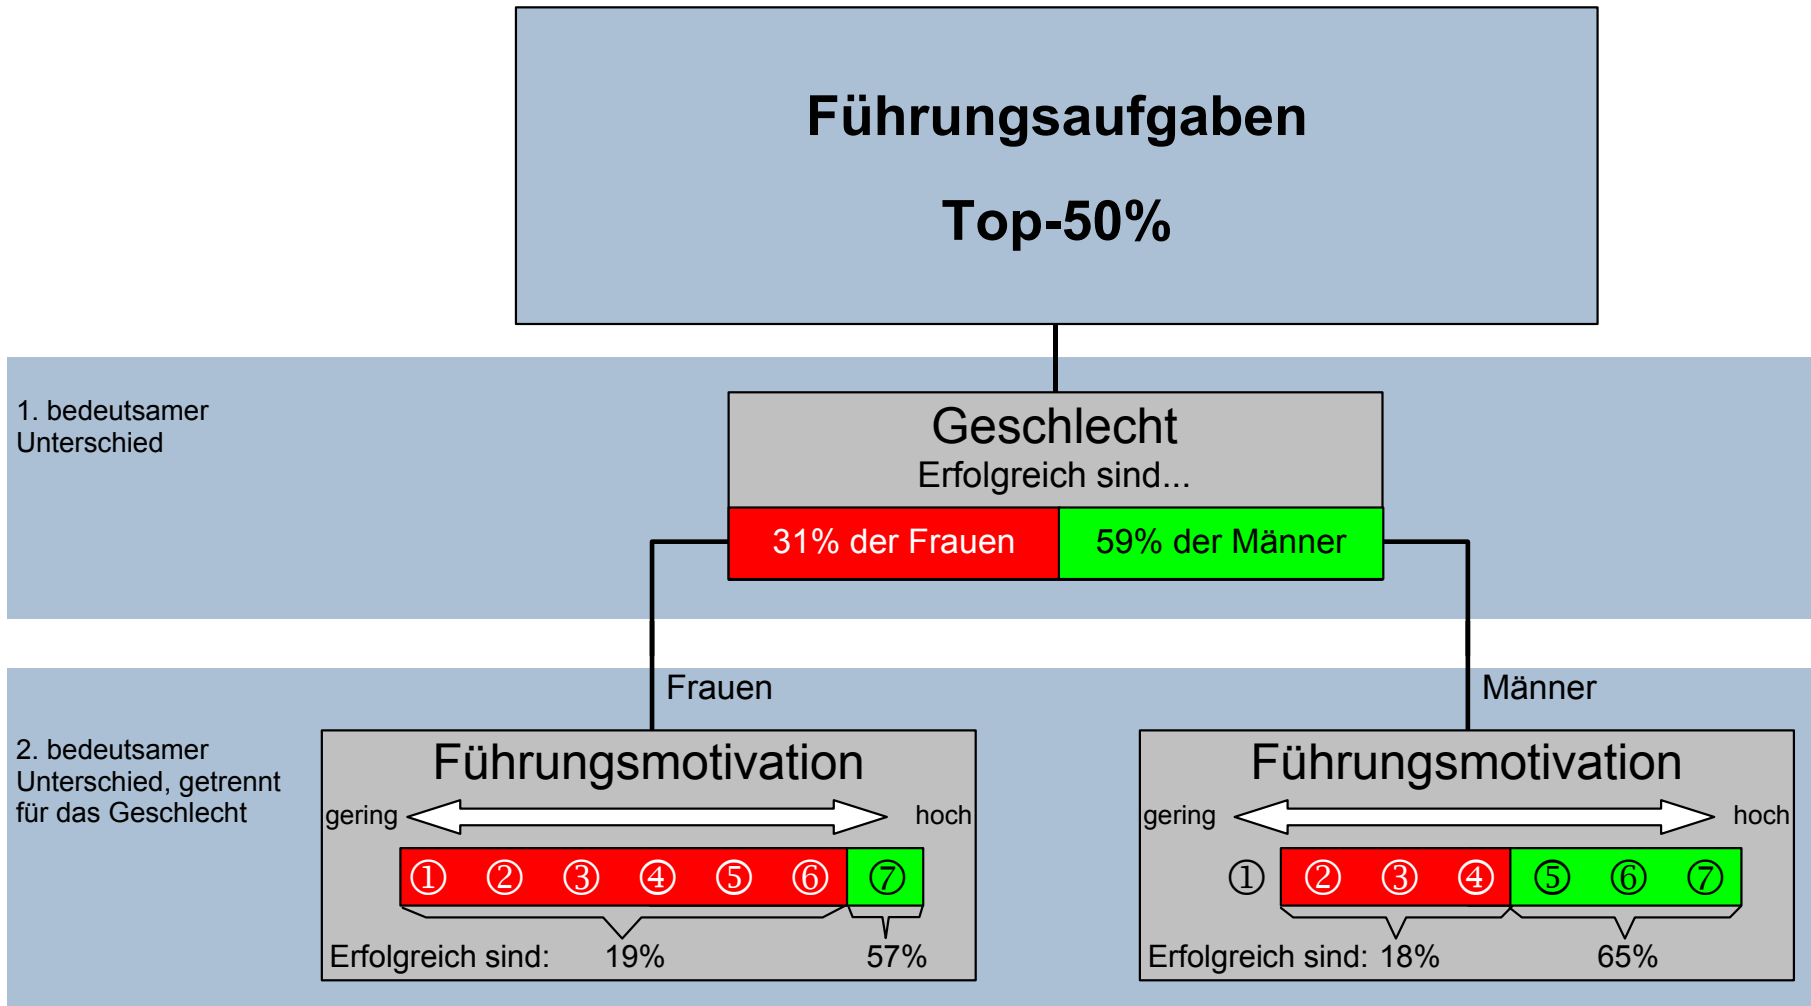 Führungsaufgaben
Top-50%
1. bedeutsamer
Unterschied
Geschlecht
Erfolgreich sind...
31% der Frauen
59% der Männer
Frauen
Männer
2. bedeutsamer
Unterschied, getrennt
für das Geschlecht
Führungsmotivation
gering
hoch
① ② ③ ④ ⑤ ⑥ ⑦
Erfolgreich sind: 19% 57%
Führungsmotivation
gering
hoch
① ② ③ ④ ⑤ ⑥ ⑦
Erfolgreich sind: 18% 65%